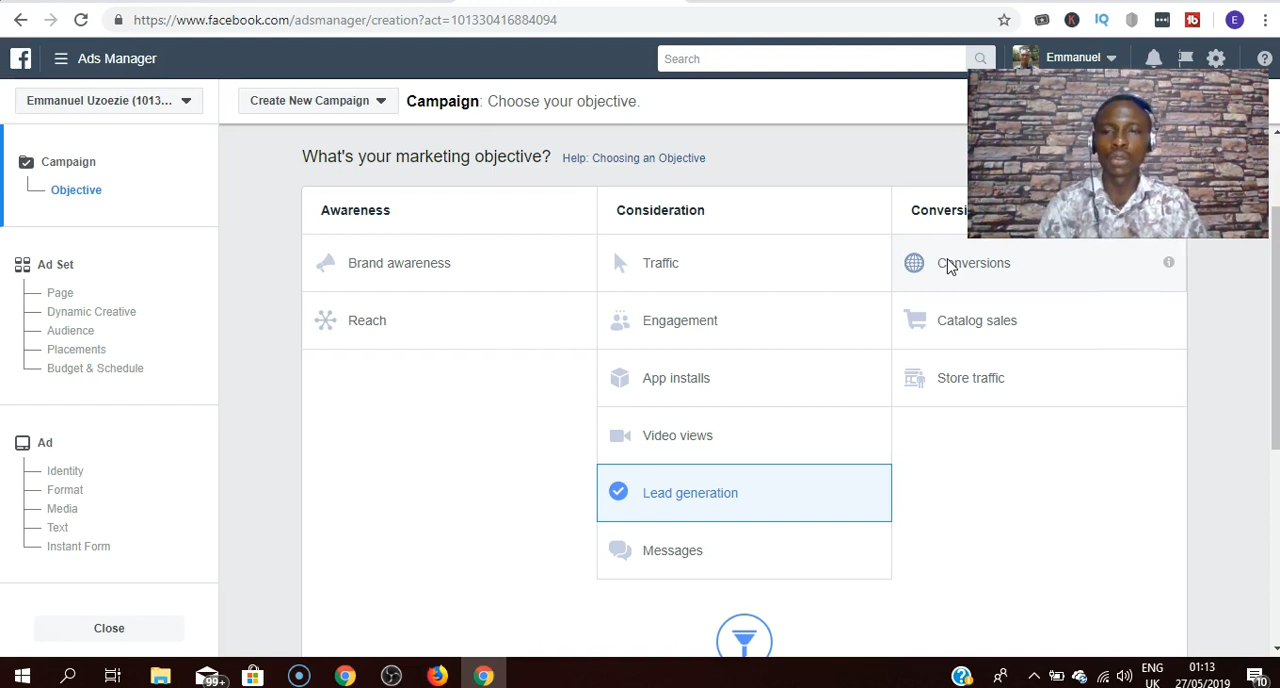 https://www.facebook.com/adsmanager/creation?act=101330416884094
K
IQ
E
Ads Manager
Search
Emmanuel
Emmanuel Uzoezie (1013...
Create New Campaign
Campaign: Choose your objective.
Campaign
Objective
Ad Set
Page
Dynamic Creative
Audience
Placements
Budget & Schedule
Ad
Identity
Format
Media
Text
Instant Form
Close
What's your marketing objective? Help: Choosing an Objective
Awareness
Consideration
Conversi
Brand awareness
Traffic
Conversions
Reach
Engagement
Catalog sales
App installs
Store traffic
Video views
Lead generation
Messages
99+
ENG
UK
01:13
27/05/2019
10